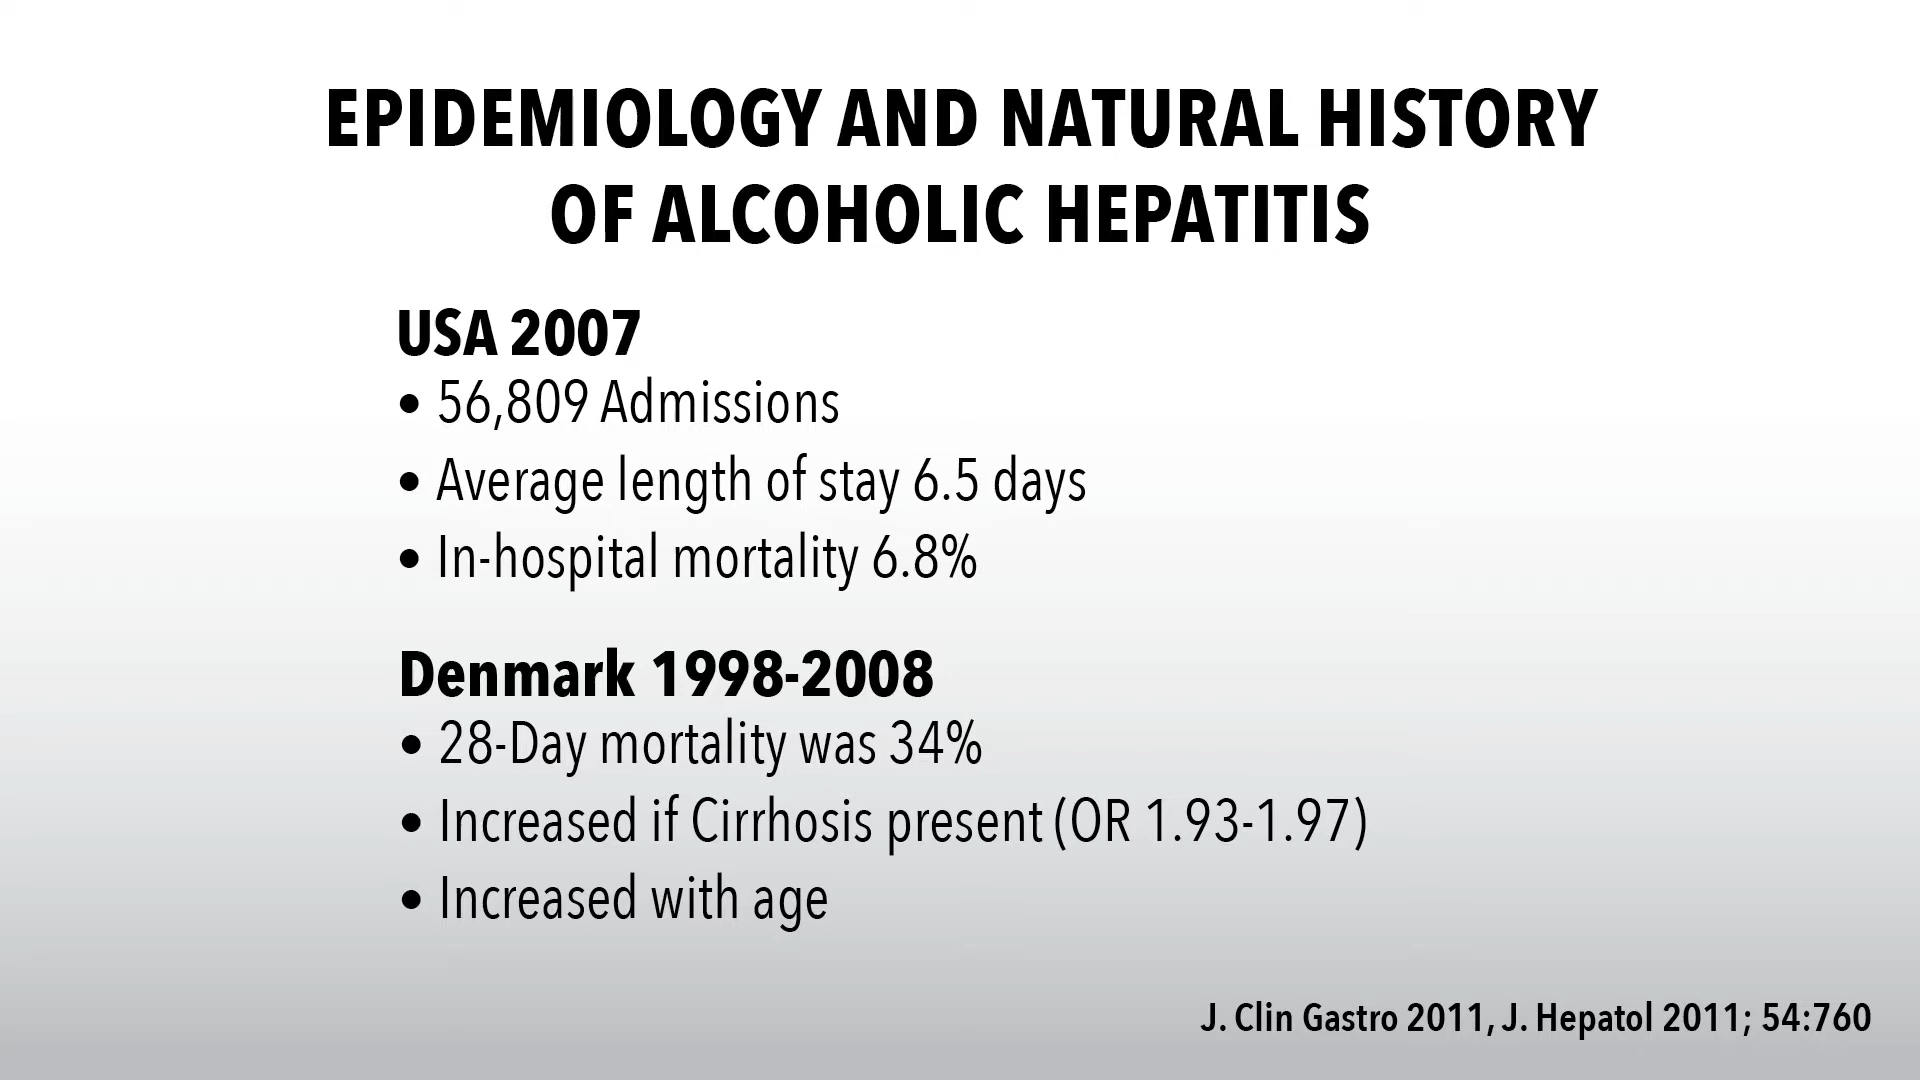 EPIDEMIOLOGY AND NATURAL HISTORY
OF ALCOHOLIC HEPATITIS
USA 2007
• 56,809 Admissions
• Average length of stay 6.5 days
• In-hospital mortality 6.8%
Denmark 1998-2008
• 28-Day mortality was 34%
• Increased if Cirrhosis present (OR 1.93-1.97)
• Increased with age
J. Clin Gastro 2011, J. Hepatol 2011; 54:760